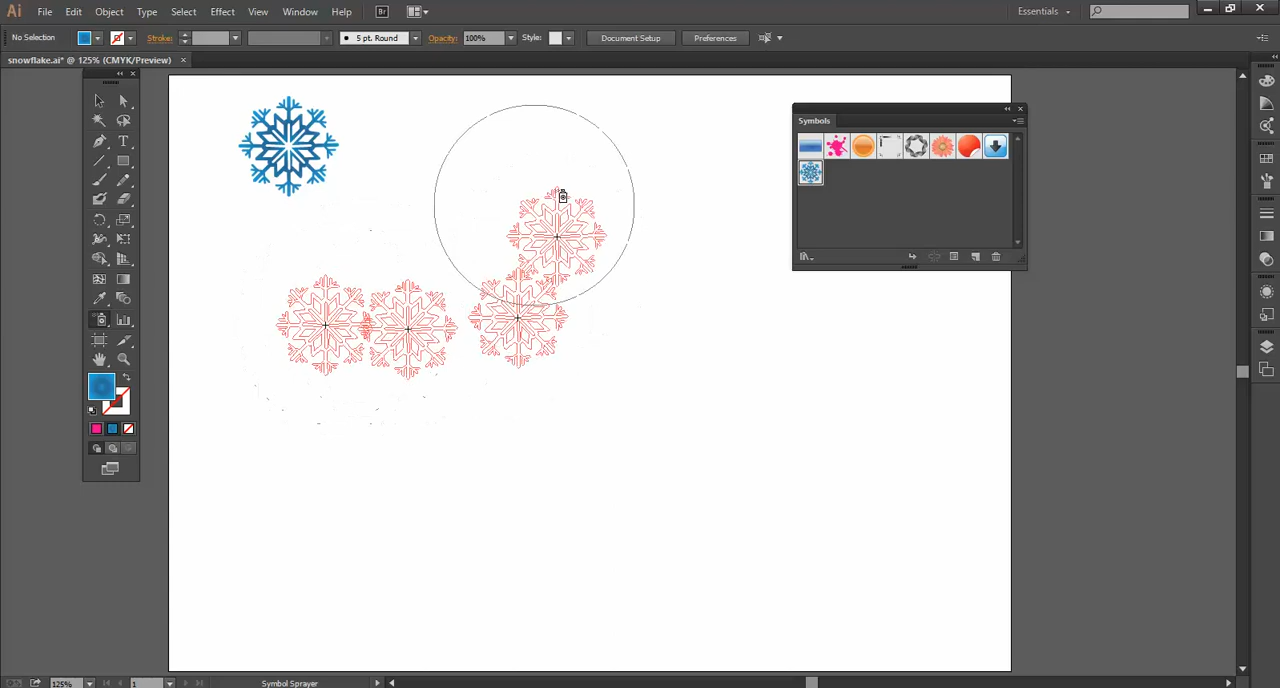 Ai File Edit Object Type Select Effect View Window Help Br Essentials
No Selection Stroke: 5 pt. Round Opacity: 100% Style: Document Setup Preferences
snowflake.ai* @ 125% (CMYK/Preview) ×
Symbols
125% 1 Symbol Sprayer